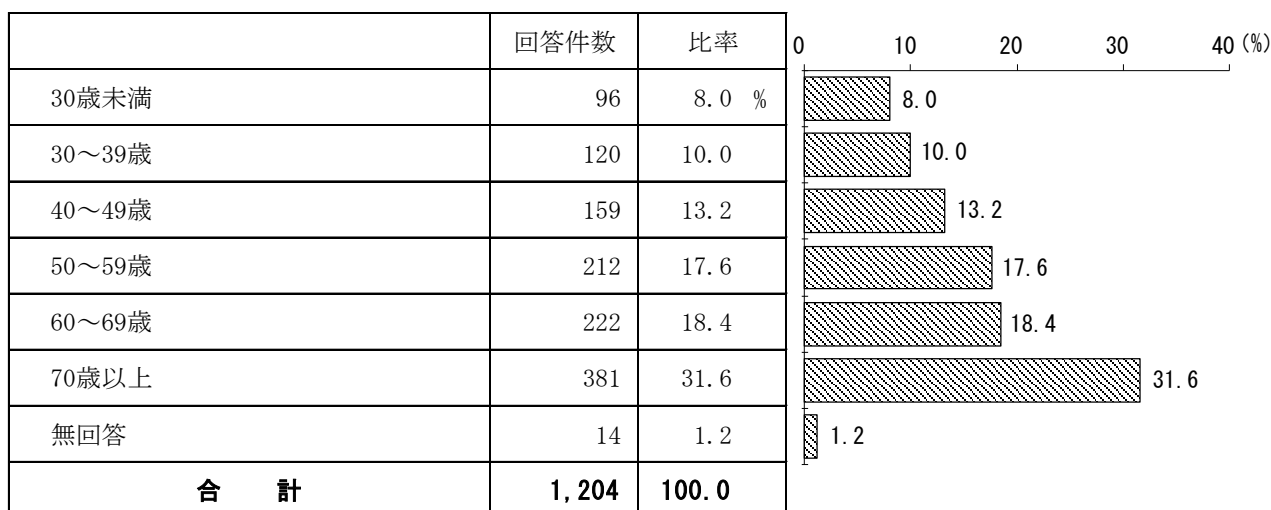 回答件数 比率 0 10 20 30 40 (%)
30歳未満 96 8.0 % 8.0
30～39歳 120 10.0 10.0
40～49歳 159 13.2 13.2
50～59歳 212 17.6 17.6
60～69歳 222 18.4 18.4
70歳以上 381 31.6 31.6
無回答 14 1.2 1.2
合 計 1,204 100.0